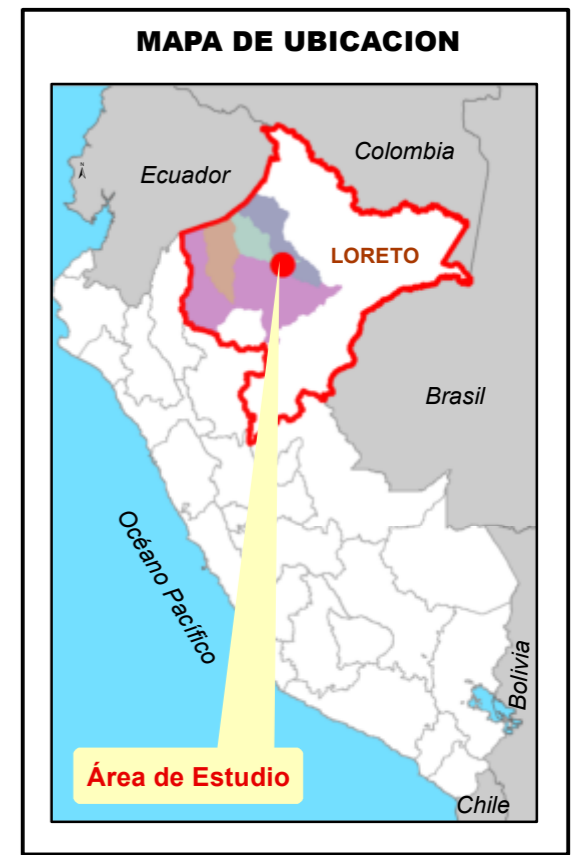 MAPA DE UBICACION
Colombia
Ecuador
N
LORETO
Brasil
Océano Pacífico
Bolivia
Área de Estudio
Chile